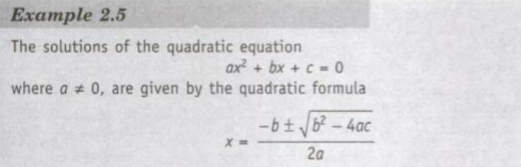 Example 2.5
The solutions of the quadratic equation
ax² + bx + c = 0
where a ≠ 0, are given by the quadratic formula
x = (-b ± √(b² – 4ac)) / 2a